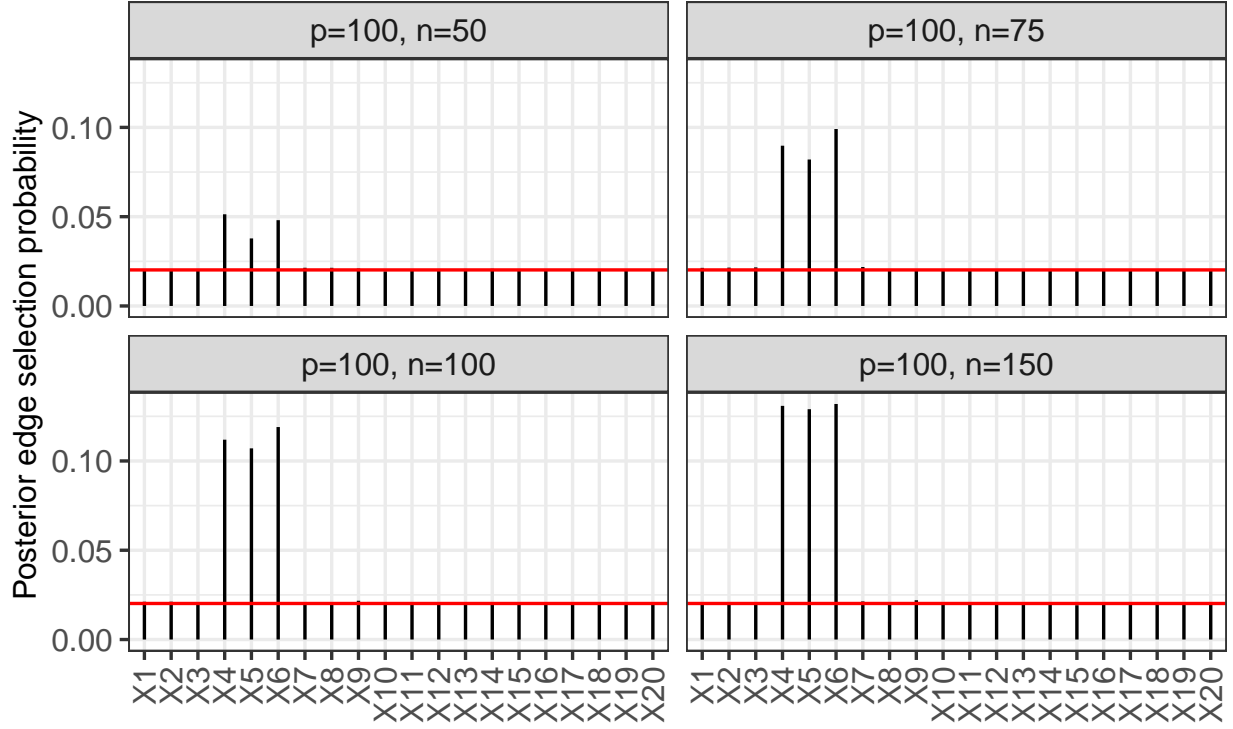 p=100, n=50
p=100, n=75
Posterior edge selection probability
0.10
0.05
0.00
p=100, n=100
p=100, n=150
0.10
0.05
0.00
X1 X2 X3 X4 X5 X6 X7 X8 X9 X10 X11 X12 X13 X14 X15 X16 X17 X18 X19 X20
X1 X2 X3 X4 X5 X6 X7 X8 X9 X10 X11 X12 X13 X14 X15 X16 X17 X18 X19 X20